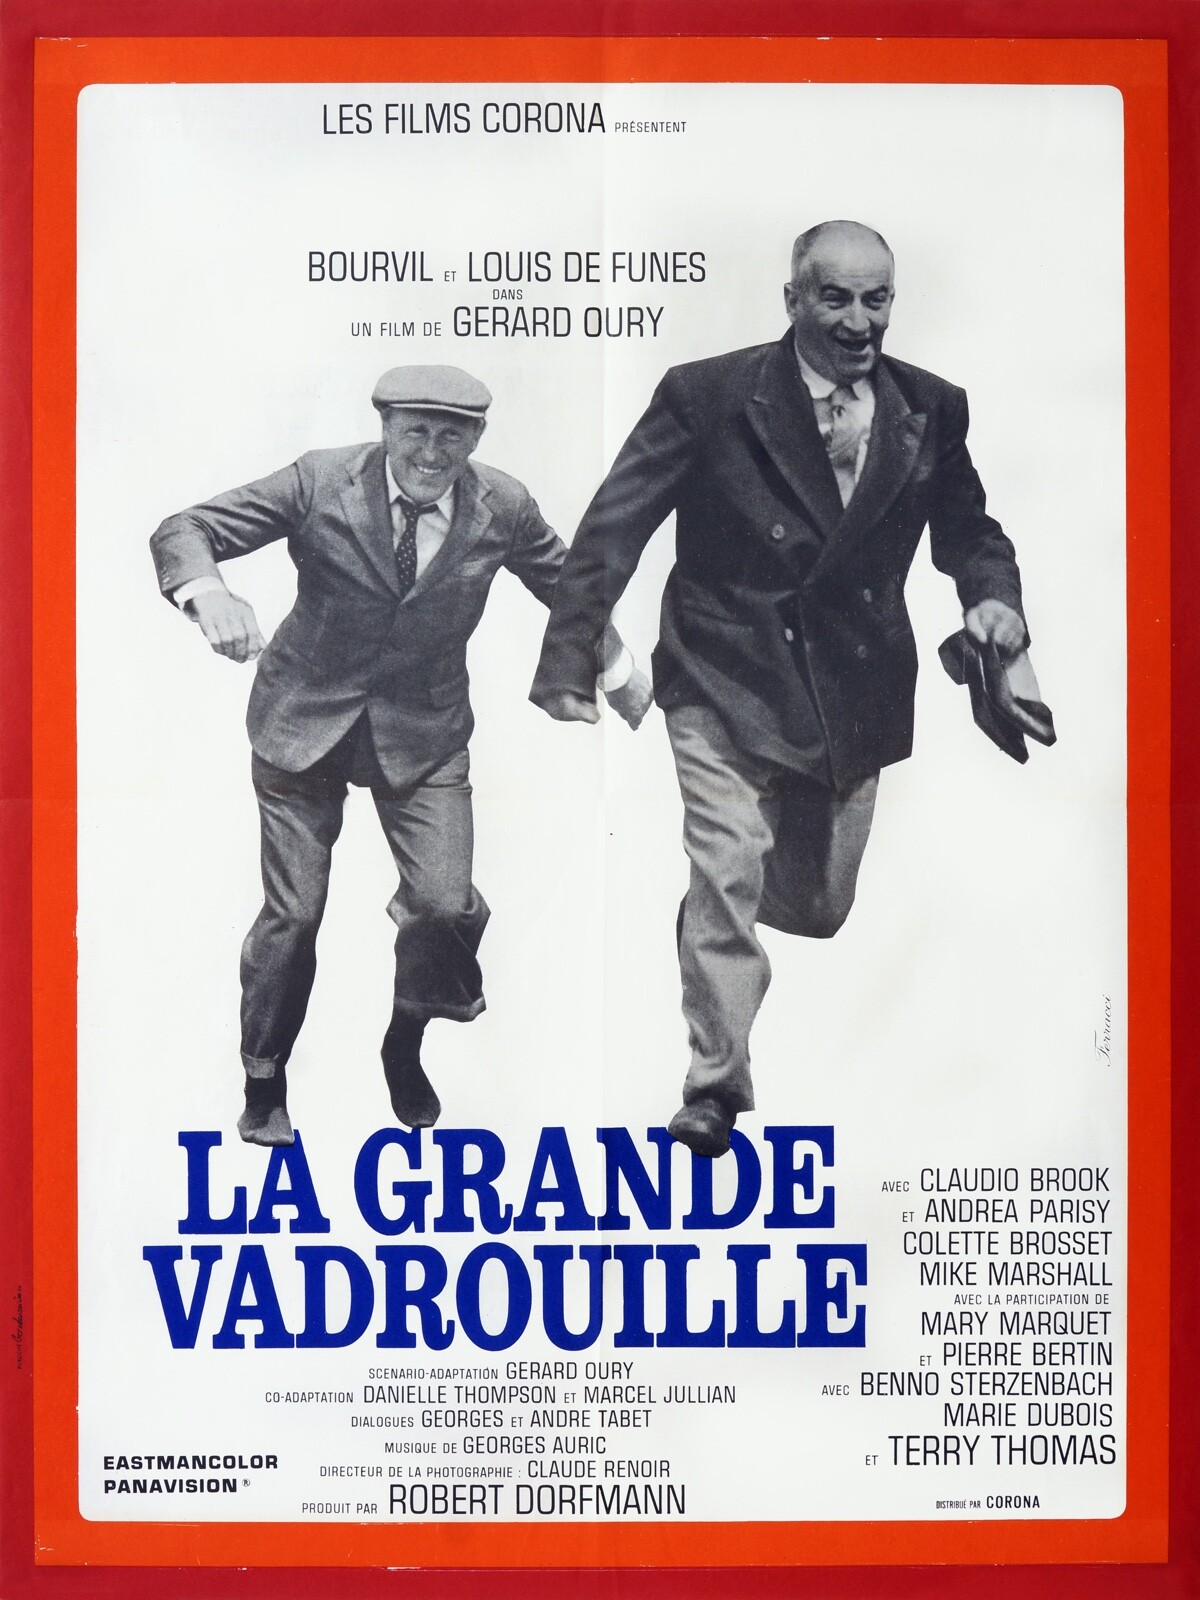 LES FILMS CORONA PRÉSENTENT
BOURVIL ET LOUIS DE FUNES
DANS
UN FILM DE GERARD OURY
Ferracci
LA GRANDE
VADROUILLE
AVEC CLAUDIO BROOK
ET ANDREA PARISY
COLETTE BROSSET
MIKE MARSHALL
AVEC LA PARTICIPATION DE
MARY MARQUET
ET PIERRE BERTIN
AVEC BENNO STERZENBACH
MARIE DUBOIS
ET TERRY THOMAS
SCENARIO-ADAPTATION GERARD OURY
CO-ADAPTATION DANIELLE THOMPSON ET MARCEL JULLIAN
DIALOGUES GEORGES ET ANDRE TABET
MUSIQUE DE GEORGES AURIC
DIRECTEUR DE LA PHOTOGRAPHIE : CLAUDE RENOIR
PRODUIT PAR ROBERT DORFMANN
EASTMANCOLOR
PANAVISION ®
DISTRIBUÉ PAR CORONA